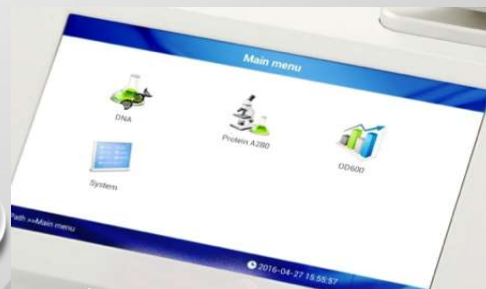 Main menu
DNA
Protein A280
OD600
System
Path >>Main menu
2016-04-27 15:55:57